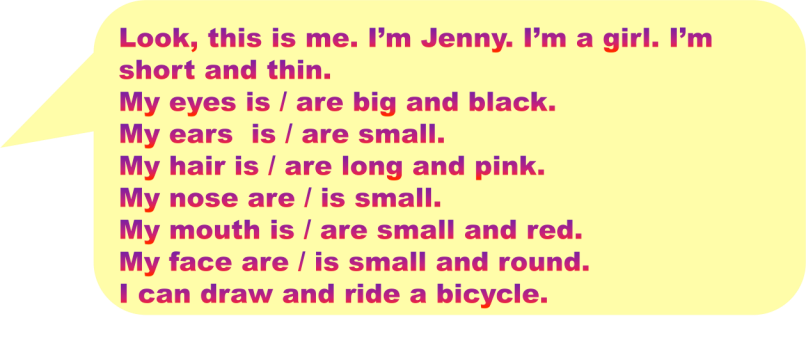 Look, this is me. I’m Jenny. I’m a girl. I’m
short and thin.
My eyes is / are big and black.
My ears  is / are small.
My hair is / are long and pink.
My nose are / is small.
My mouth is / are small and red.
My face are / is small and round.
I can draw and ride a bicycle.